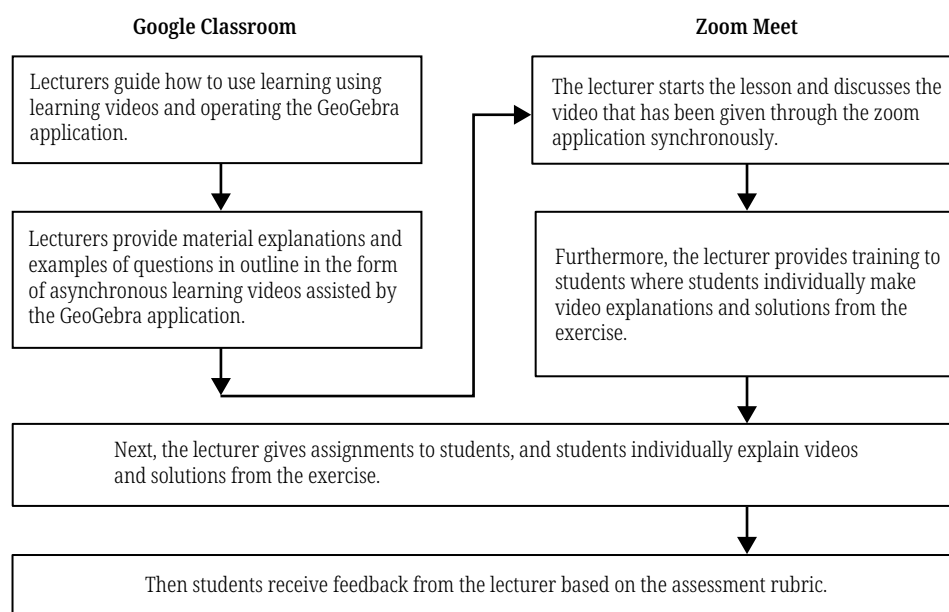 Google Classroom
Lecturers guide how to use learning using
learning videos and operating the GeoGebra
application.
Lecturers provide material explanations and
examples of questions in outline in the form
of asynchronous learning videos assisted by
the GeoGebra application.
Zoom Meet
The lecturer starts the lesson and discusses the
video that has been given through the zoom
application synchronously.
Furthermore, the lecturer provides training to
students where students individually make
video explanations and solutions from the
exercise.
Next, the lecturer gives assignments to students, and students individually explain videos
and solutions from the exercise.
Then students receive feedback from the lecturer based on the assessment rubric.